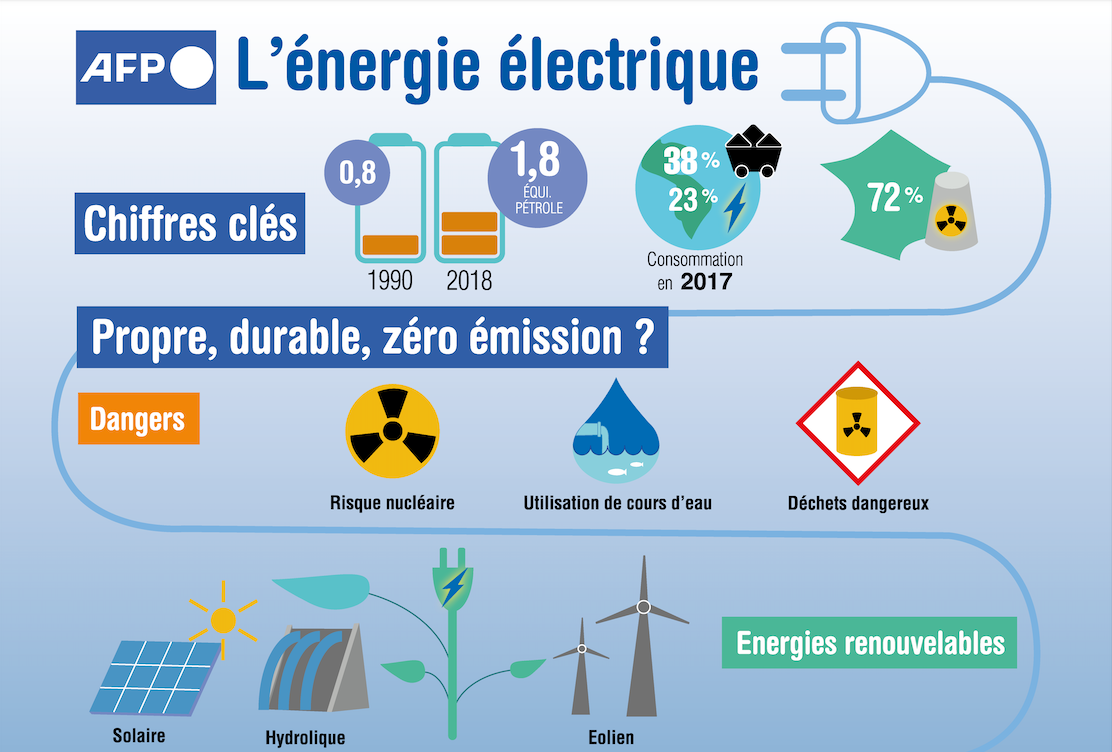 AFP
L'énergie électrique
Chiffres clés
0,8
1990
1,8
ÉQUI.
PÉTROLE
2018
38 %
23 %
Consommation
en 2017
72 %
Propre, durable, zéro émission ?
Dangers
Risque nucléaire
Utilisation de cours d'eau
Déchets dangereux
Solaire
Hydrolique
Eolien
Energies renouvelables